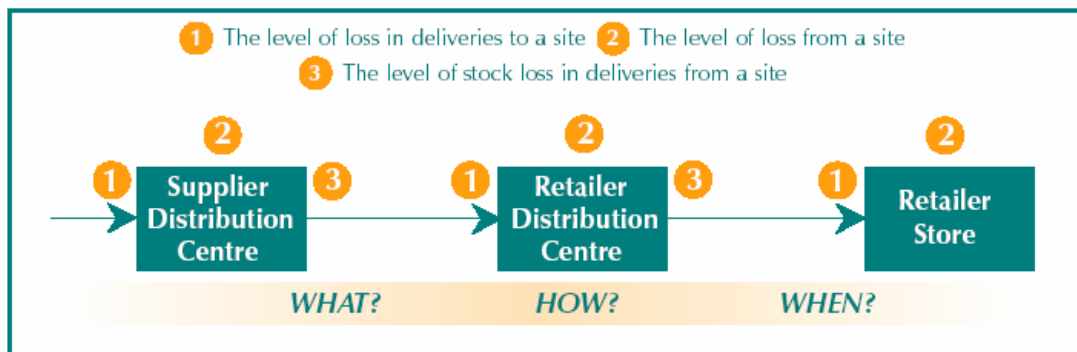 1 The level of loss in deliveries to a site 2 The level of loss from a site
3 The level of stock loss in deliveries from a site
2 2 2
1 3 1 3 1
Supplier
Distribution
Centre
Retailer
Distribution
Centre
Retailer
Store
WHAT? HOW? WHEN?